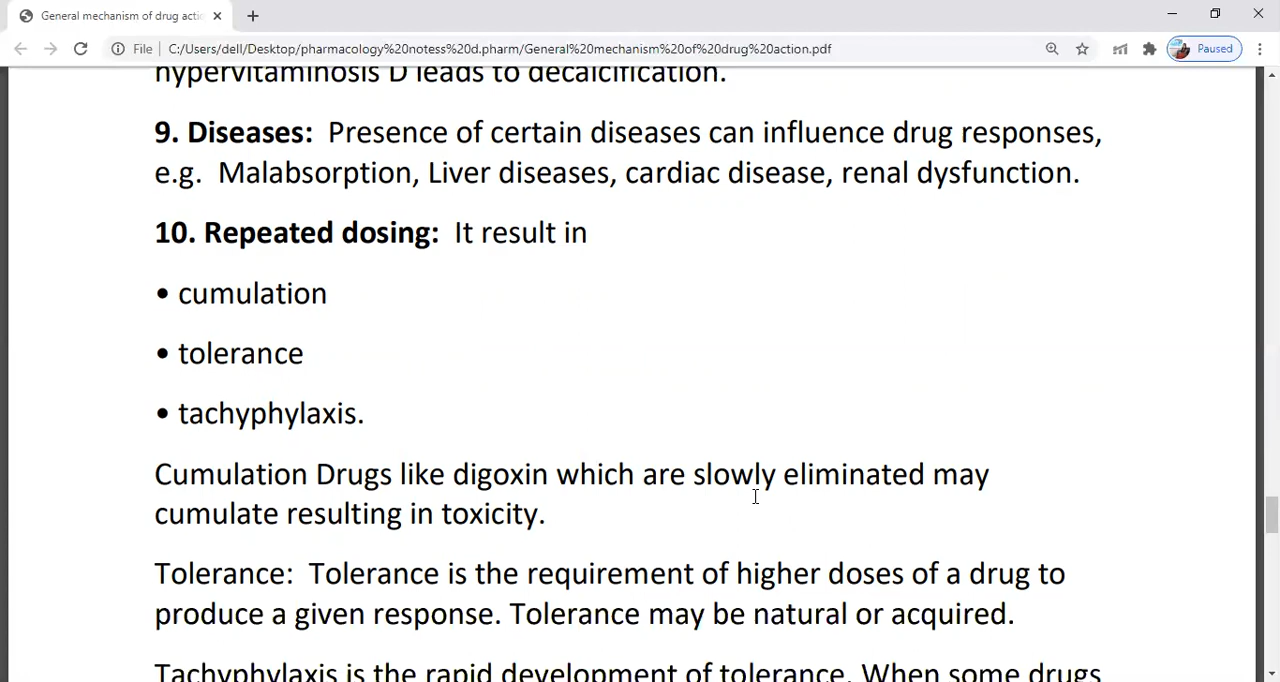 General mechanism of drug acti
File
C:/Users/dell/Desktop/pharmacology%20notess%20d.pharm/General%20mechanism%20of%20drug%20action.pdf
Paused
hypervitaminosis D leads to decalcification.
9. Diseases: Presence of certain diseases can influence drug responses,
e.g. Malabsorption, Liver diseases, cardiac disease, renal dysfunction.
10. Repeated dosing: It result in
• cumulation
• tolerance
• tachyphylaxis.
Cumulation Drugs like digoxin which are slowly eliminated may
cumulate resulting in toxicity.
Tolerance: Tolerance is the requirement of higher doses of a drug to
produce a given response. Tolerance may be natural or acquired.
Tachyphylaxis is the rapid development of tolerance. When some drugs